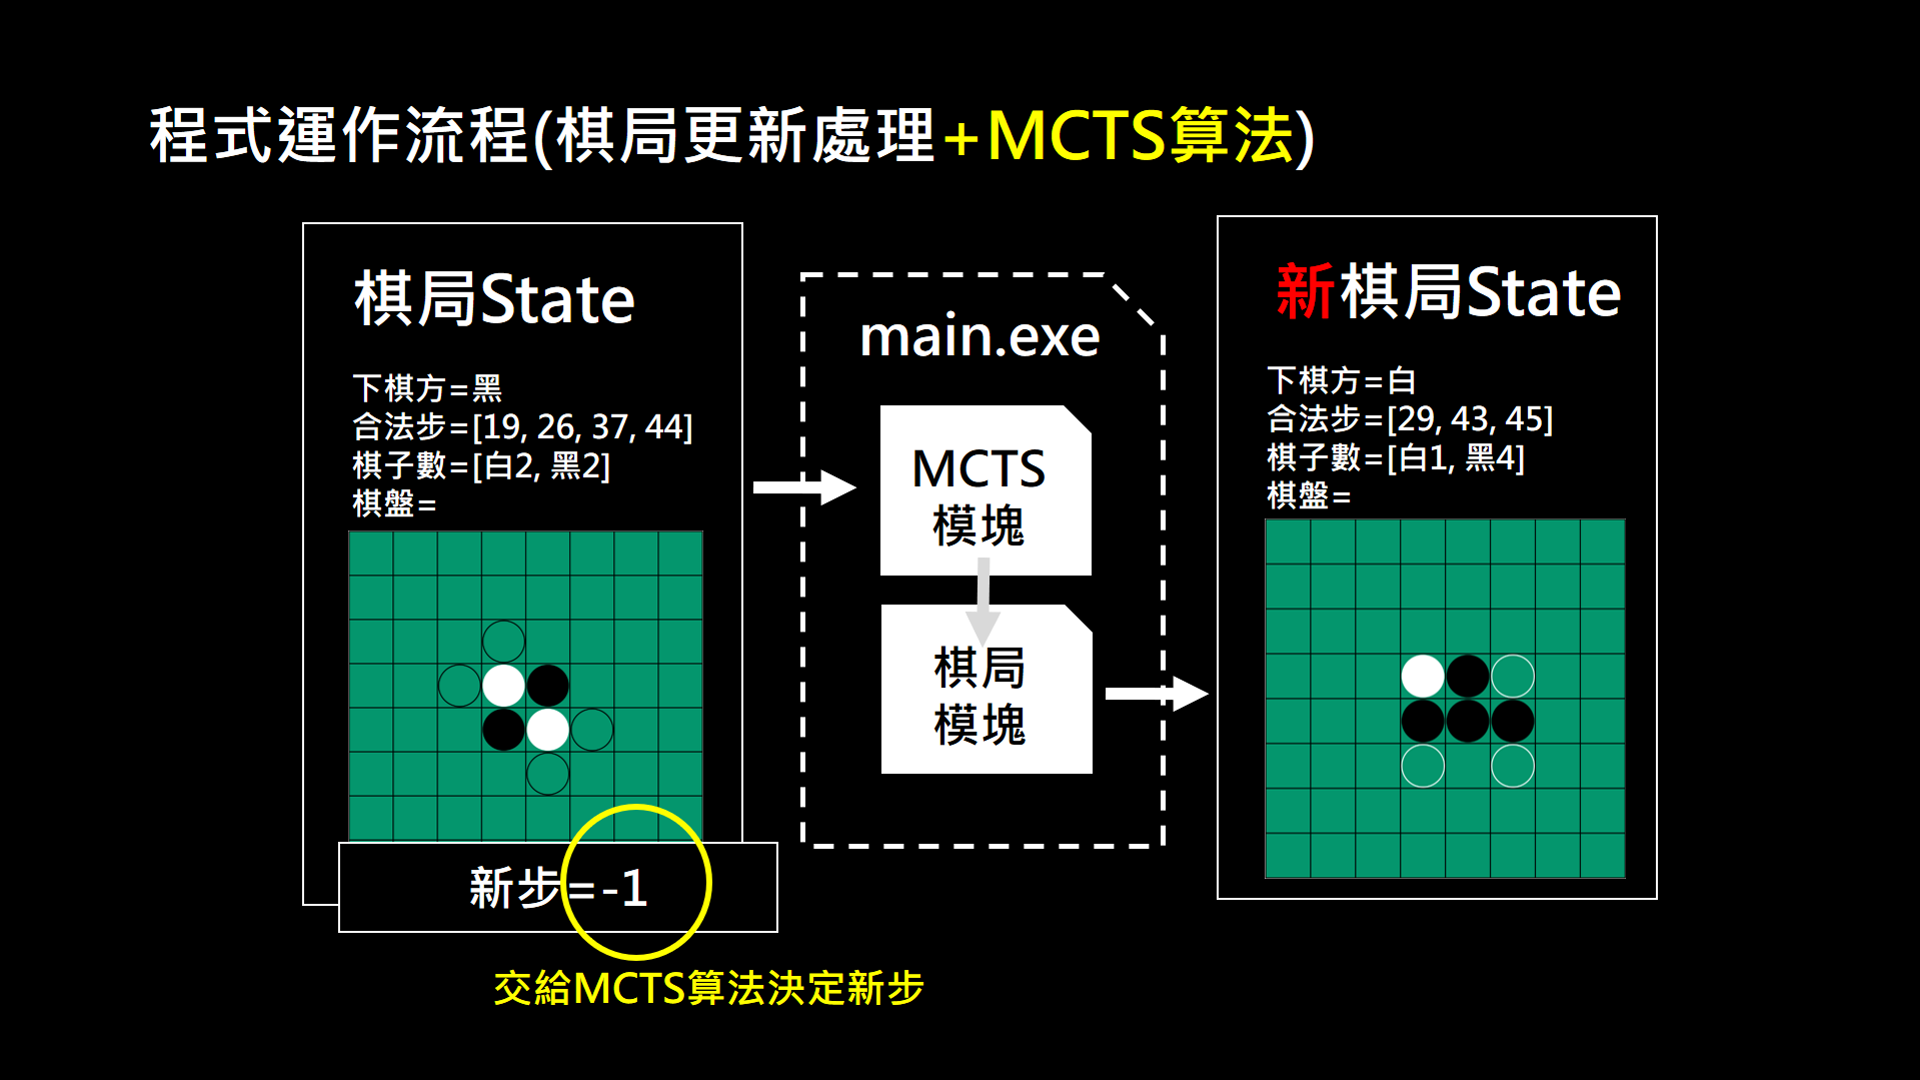 程式運作流程(棋局更新處理+MCTS算法)
棋局State
下棋方=黑
合法步=[19, 26, 37, 44]
棋子數=[白2, 黑2]
棋盤=
新步=-1
交給MCTS算法決定新步
main.exe
MCTS
模塊
棋局
模塊
新棋局State
下棋方=白
合法步=[29, 43, 45]
棋子數=[白1, 黑4]
棋盤=